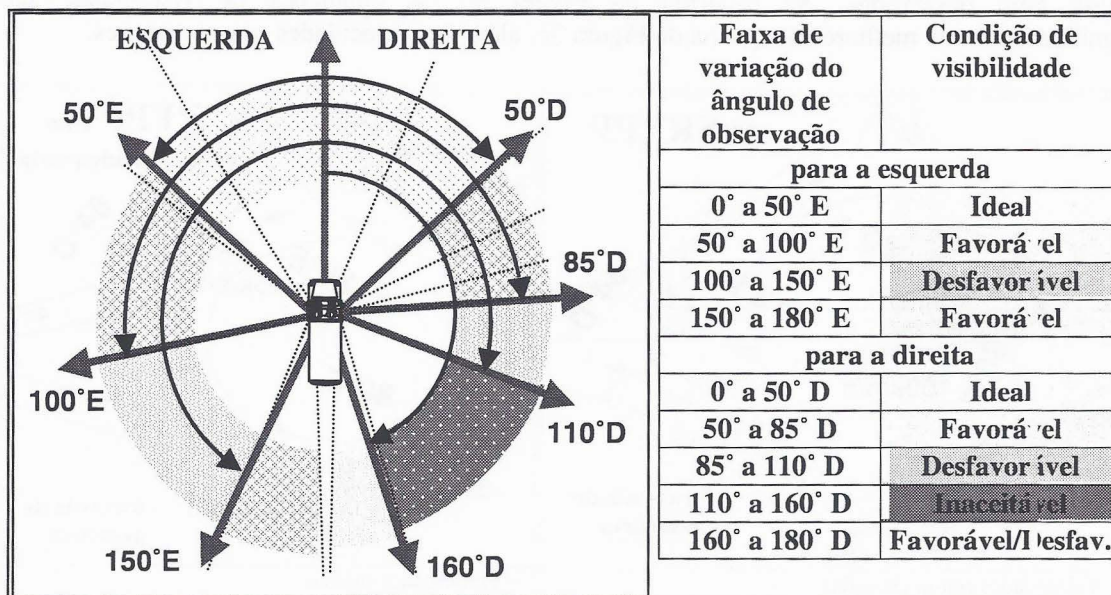 ESQUERDA DIREITA
50°E 50°D
85°D
100°E
110°D
150°E 160°D
Faixa de variação do ângulo de observação
Condição de visibilidade
para a esquerda
0° a 50° E Ideal
50° a 100° E Favorável
100° a 150° E Desfavorável
150° a 180° E Favorável
para a direita
0° a 50° D Ideal
50° a 85° D Favorável
85° a 110° D Desfavorável
110° a 160° D Inaceitável
160° a 180° D Favorável/Desfav.